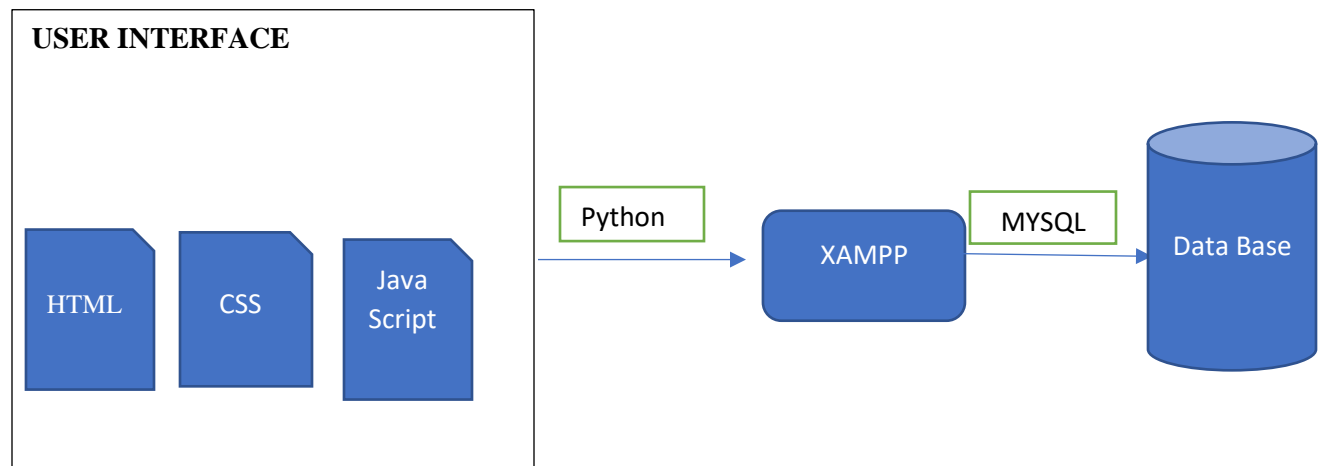 USER INTERFACE
HTML
CSS
Java
Script
Python
XAMPP
MYSQL
Data Base